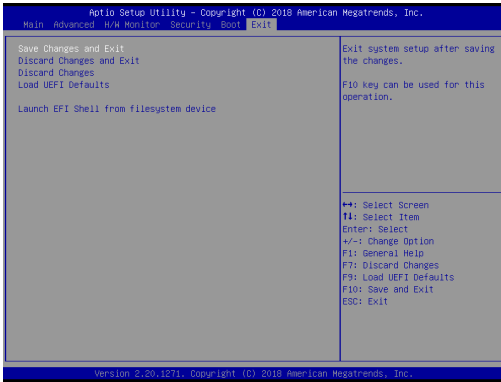 Aptio Setup Utility – Copyright (C) 2018 American Megatrends, Inc.
Main Advanced H/W Monitor Security Boot Exit
Save Changes and Exit
Discard Changes and Exit
Discard Changes
Load UEFI Defaults
Launch EFI Shell from filesystem device
Exit system setup after saving
the changes.
F10 key can be used for this
operation.
↔: Select Screen
↑↓: Select Item
Enter: Select
+/-: Change Option
F1: General Help
F7: Discard Changes
F9: Load UEFI Defaults
F10: Save and Exit
ESC: Exit
Version 2.20.1271. Copyright (C) 2018 American Megatrends, Inc.